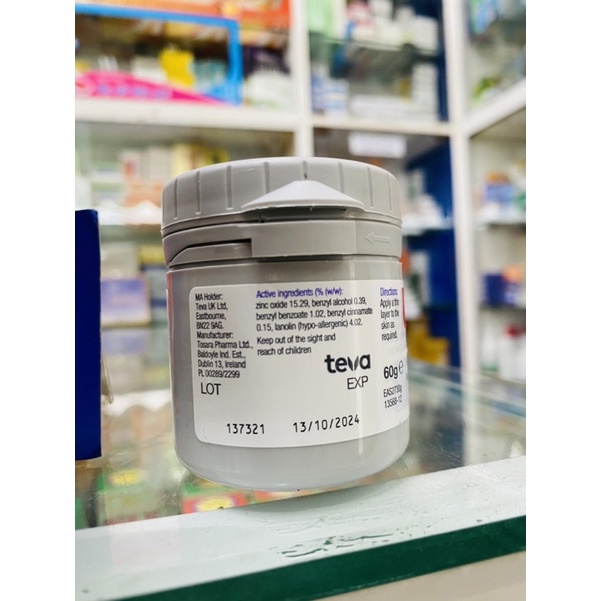 MA Holder:
Teva UK Ltd,
Eastbourne,
BN22 9AG.
Manufacturer:
Tosara Pharma Ltd.,
Baldoyle Ind. Est.,
Dublin 13, Ireland
PL 00289/2299
LOT
137321
Active ingredients (% (w/w):
zinc oxide 15.29, benzyl alcohol 0.39,
benzyl benzoate 1.02, benzyl cinnamate
0.15, lanolin (hypo-allergenic) 4.02.
Keep out of the sight and
reach of children
teva
EXP
13/10/2024
Directions:
Apply a thin
layer to the
skin as
required.
60g e
13568-12